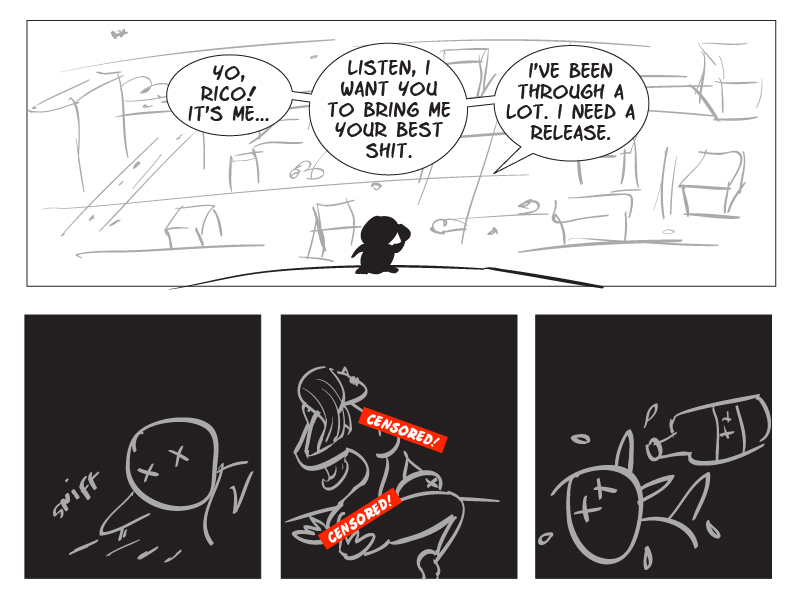 YO,
RICO!
IT'S ME...
LISTEN, I
WANT YOU
TO BRING ME
YOUR BEST
SHIT.
I'VE BEEN
THROUGH A
LOT. I NEED A
RELEASE.
SNIFF
CENSORED!
CENSORED!